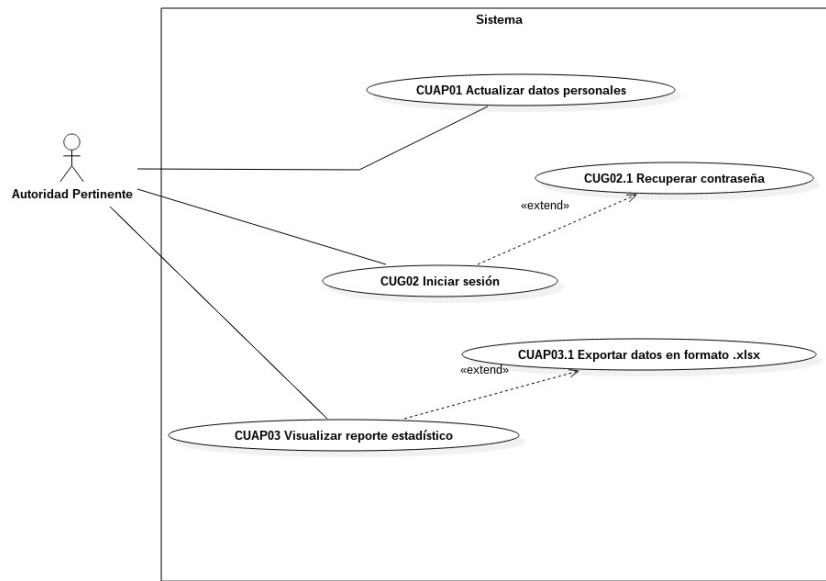 Sistema
CUAP01 Actualizar datos personales
CUG02.1 Recuperar contraseña
Autoridad Pertinente
«extend»
CUG02 Iniciar sesión
CUAP03.1 Exportar datos en formato .xlsx
«extend»
CUAP03 Visualizar reporte estadístico